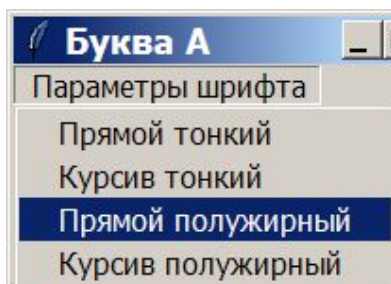 Буква А
Параметры шрифта
Прямой тонкий
Курсив тонкий
Прямой полужирный
Курсив полужирный